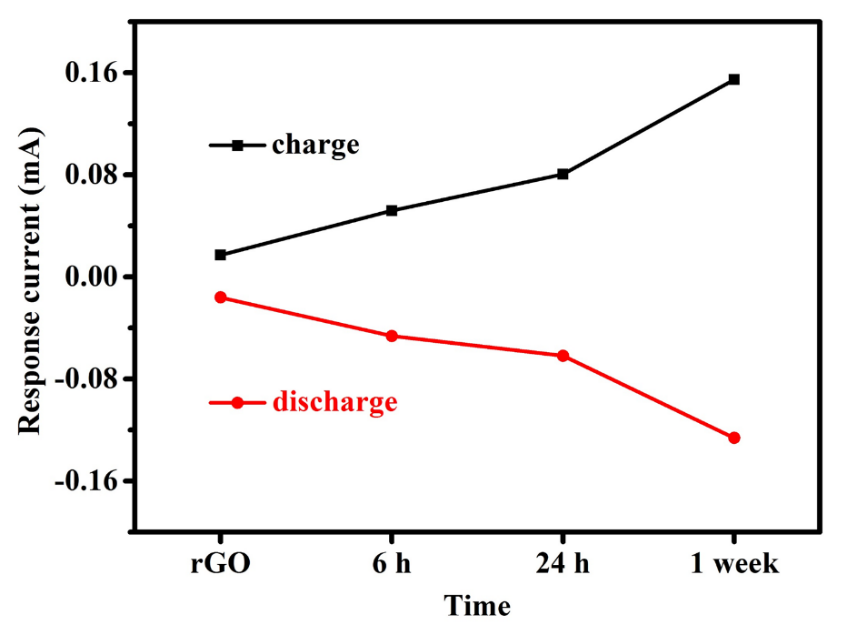 0.16
charge
0.08
0.00
-0.08
discharge
-0.16
Response current (mA)
rGO 6 h 24 h 1 week
Time